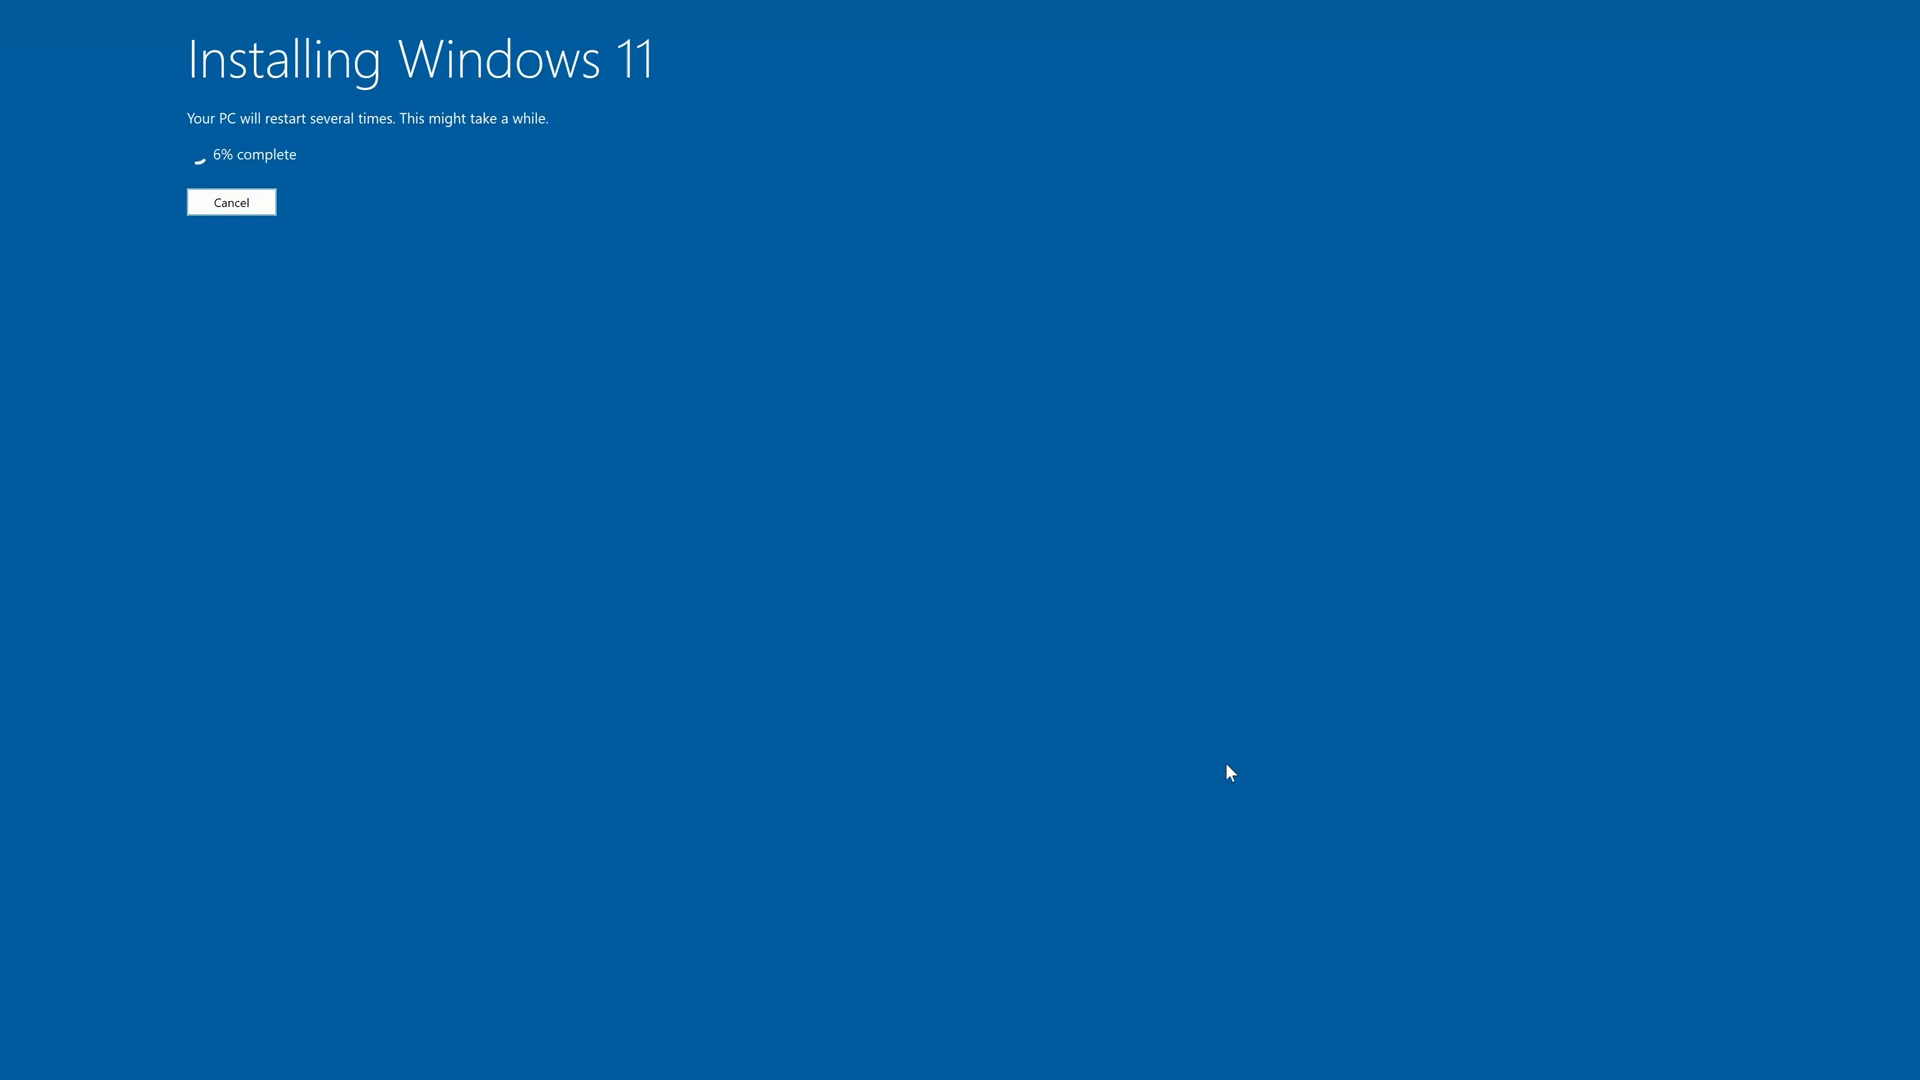 Installing Windows 11
Your PC will restart several times. This might take a while.
6% complete
Cancel